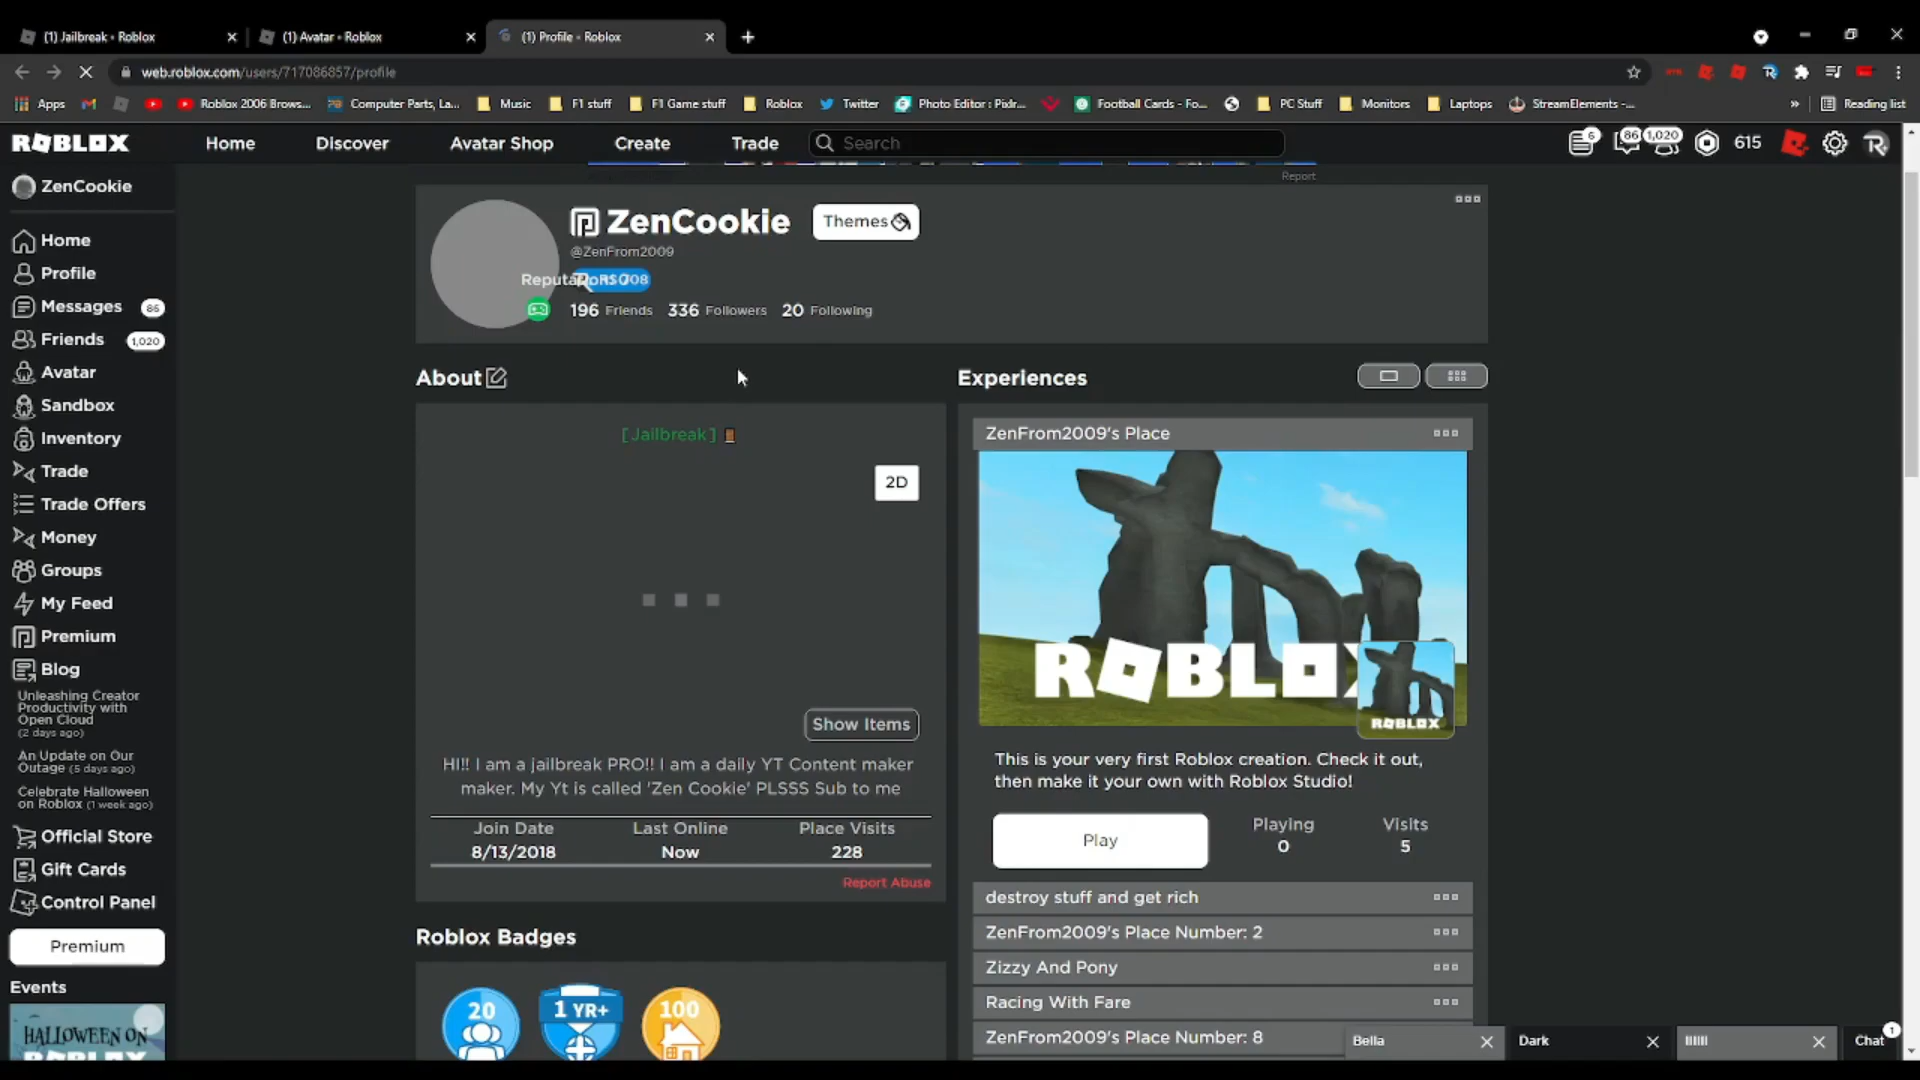 (1) Jailbreak - Roblox
(1) Avatar - Roblox
(1) Profile - Roblox
web.roblox.com/users/717086857/profile
Apps
Roblox 2006 Brows...
Computer Parts, La...
Music
F1 stuff
F1 Game stuff
Roblox
Twitter
Photo Editor : Pixlr...
Football Cards - Fo...
PC Stuff
Monitors
Laptops
StreamElements -...
»
Reading list
ROBLOX
Home
Discover
Avatar Shop
Create
Trade
Search
6
86
1,020
615
Report
ZenCookie
Home
Profile
Messages 86
Friends 1,020
Avatar
Sandbox
Inventory
Trade
Trade Offers
Money
Groups
My Feed
Premium
Blog
Unleashing Creator
Productivity with
Open Cloud
(2 days ago)
An Update on Our
Outage (5 days ago)
Celebrate Halloween
on Roblox (1 week ago)
Official Store
Gift Cards
Control Panel
Premium
Events
HALLOWEEN ON
ZenCookie
Themes
@ZenFrom2009
196 Friends 336 Followers 20 Following
About
[Jailbreak]
2D
Show Items
HI!! I am a jailbreak PRO!! I am a daily YT Content maker
maker. My Yt is called 'Zen Cookie' PLSSS Sub to me
Join Date
8/13/2018
Last Online
Now
Place Visits
228
Report Abuse
Roblox Badges
20
1 YR+
100
Experiences
ZenFrom2009's Place
ROBLOX
ROBLOX
This is your very first Roblox creation. Check it out,
then make it your own with Roblox Studio!
Play
Playing
0
Visits
5
destroy stuff and get rich
ZenFrom2009's Place Number: 2
Zizzy And Pony
Racing With Fare
ZenFrom2009's Place Number: 8
Bella
Dark
Chat
1